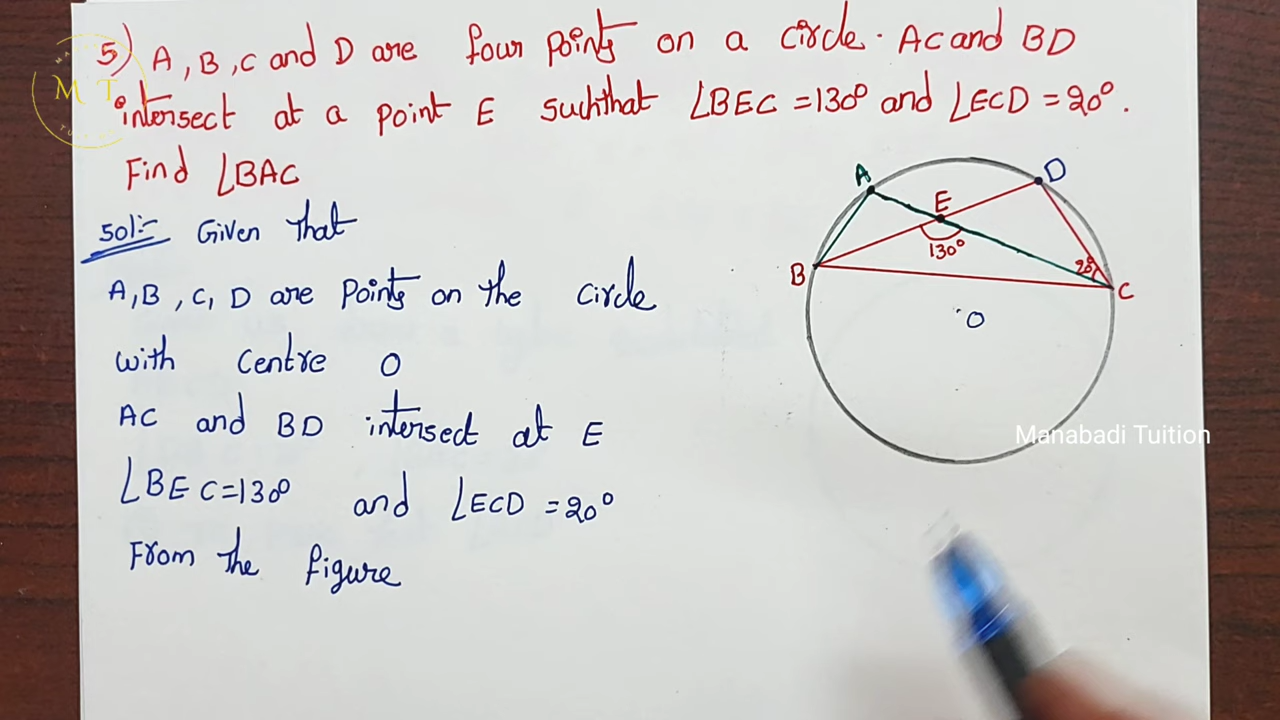 5) A, B, C and D are four points on a circle. AC and BD
intersect at a point E suchthat ∠BEC = 130° and ∠ECD = 20°.
Find ∠BAC
Sol:- Given that
A, B, C, D are Points on the circle
with Centre O
AC and BD intersect at E
∠BEC = 130° and ∠ECD = 20°
From the figure
A
D
E
130°
B
20°
C
O
Manabadi Tuition
M T